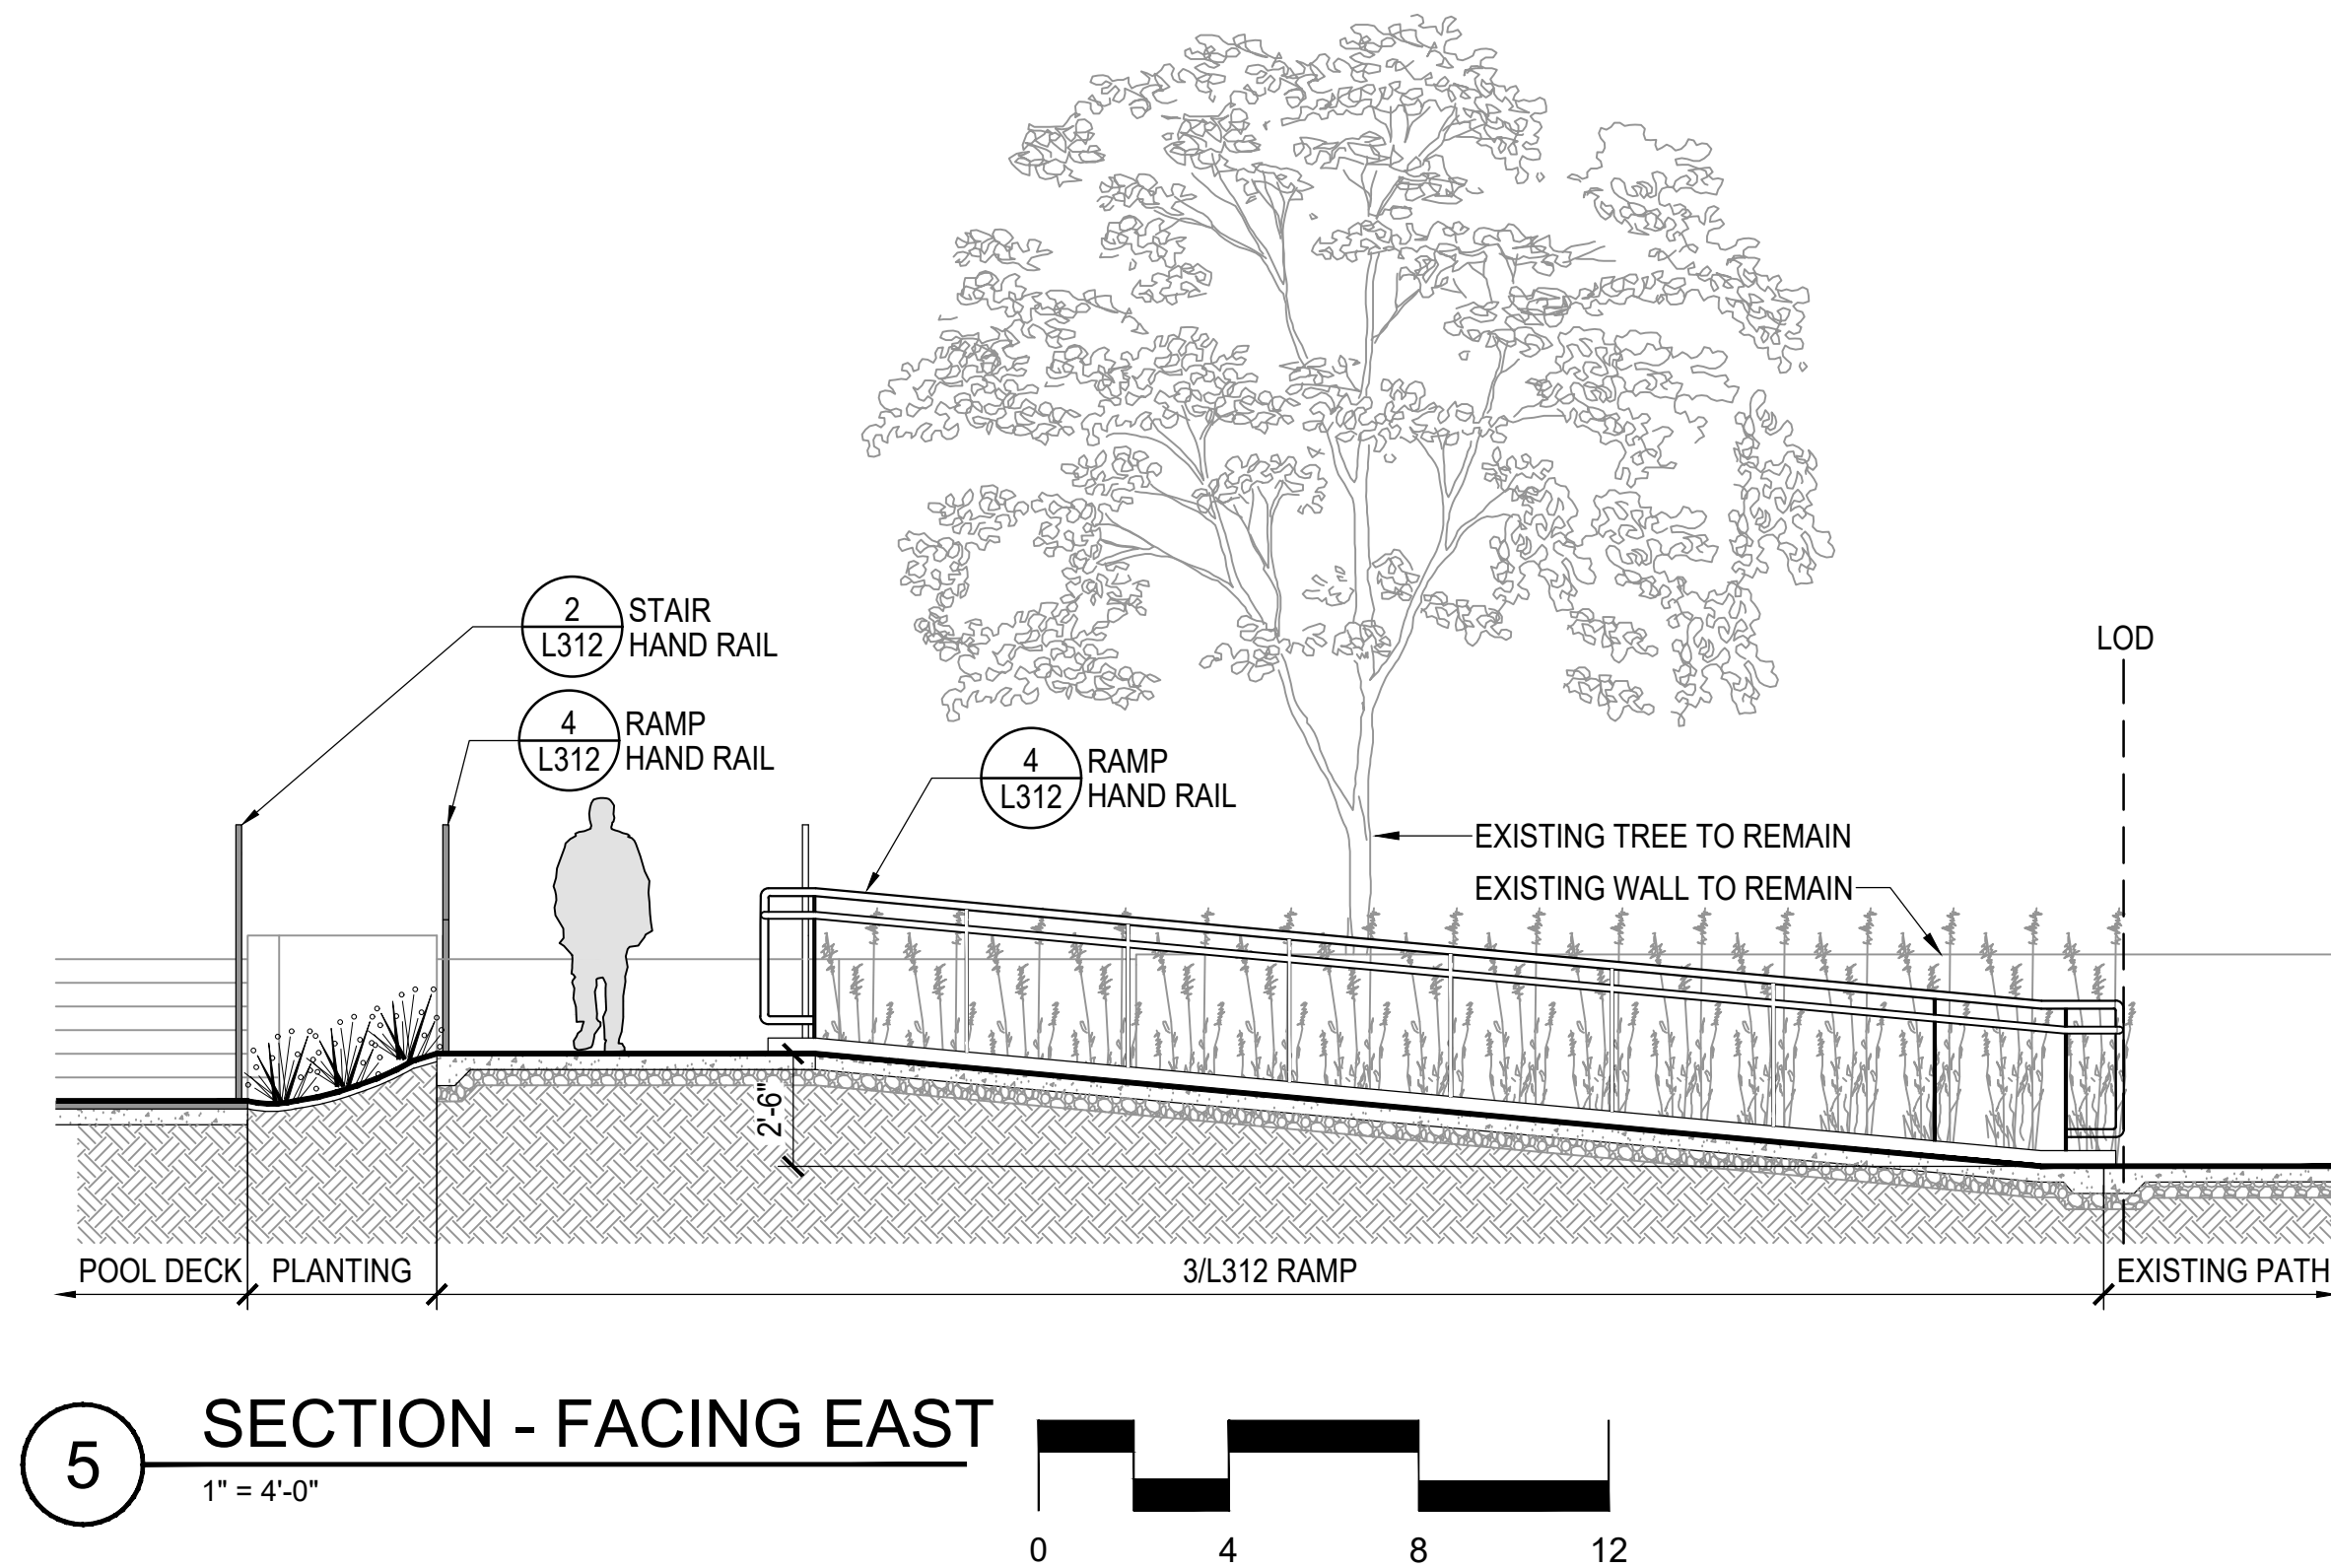 2
L312
STAIR
HAND RAIL
LOD
4
L312
RAMP
HAND RAIL
4
L312
RAMP
HAND RAIL
EXISTING TREE TO REMAIN
EXISTING WALL TO REMAIN
2'-6"
POOL DECK
PLANTING
3/L312 RAMP
EXISTING PATH
5
SECTION - FACING EAST
1" = 4'-0"
0 4 8 12